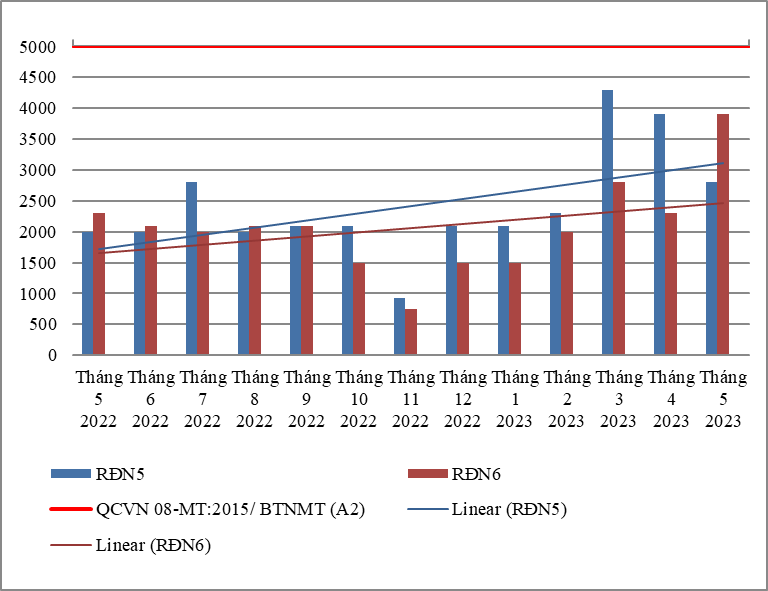 5000
4500
4000
3500
3000
2500
2000
1500
1000
500
0
Tháng 5 2022
Tháng 6 2022
Tháng 7 2022
Tháng 8 2022
Tháng 9 2022
Tháng 10 2022
Tháng 11 2022
Tháng 12 2022
Tháng 1 2023
Tháng 2 2023
Tháng 3 2023
Tháng 4 2023
Tháng 5 2023
RĐN5
RĐN6
QCVN 08-MT:2015/ BTNMT (A2)
Linear (RĐN5)
Linear (RĐN6)